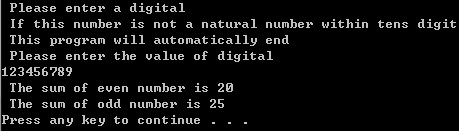 Please enter a digital
If this number is not a natural number within tens digit
This program will automatically end
Please enter the value of digital
123456789
The sum of even number is 20
The sum of odd number is 25
Press any key to continue . . .